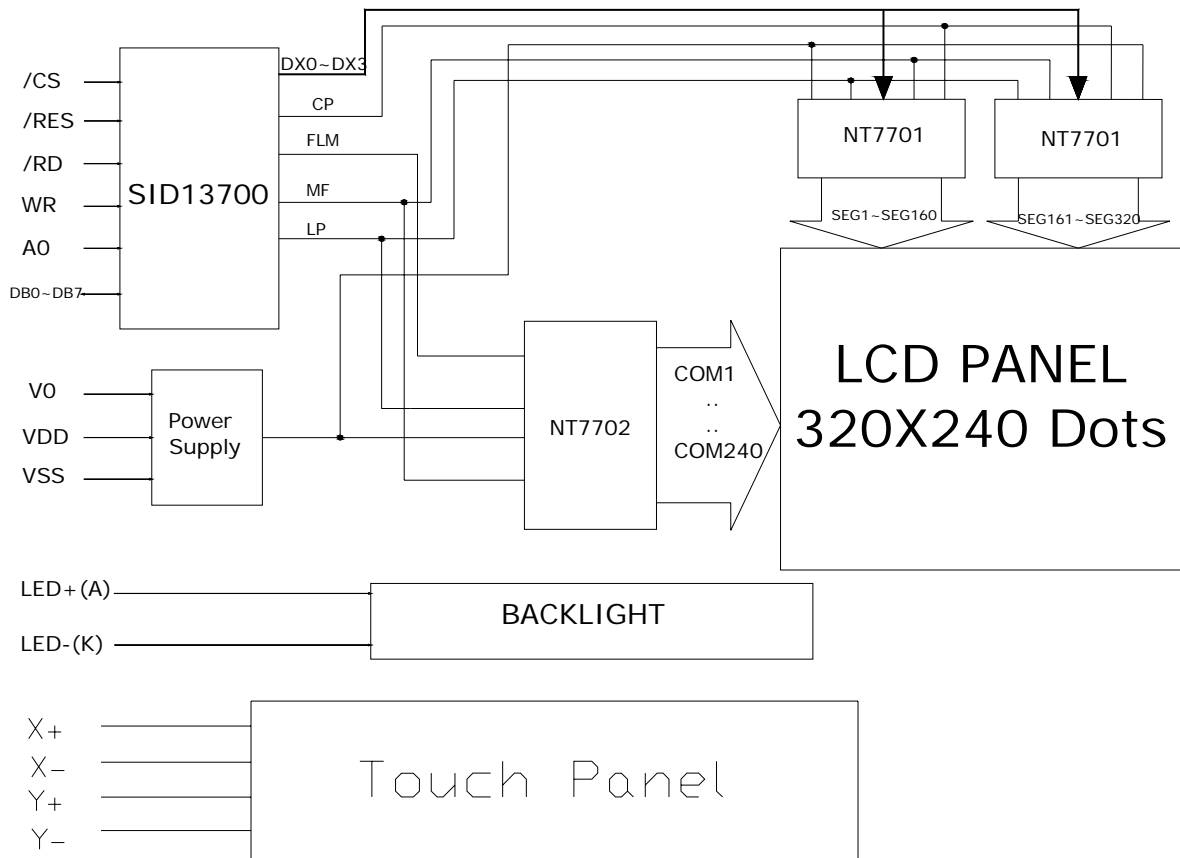 /CS
/RES
/RD
WR
A0
DB0~DB7
SID13700
DX0~DX3
CP
FLM
MF
LP
NT7701
NT7701
SEG1~SEG160
SEG161~SEG320
V0
VDD
VSS
Power
Supply
NT7702
COM1
..
..
COM240
LCD PANEL
320X240 Dots
LED+(A)
LED-(K)
BACKLIGHT
X+
X-
Y+
Y-
Touch Panel